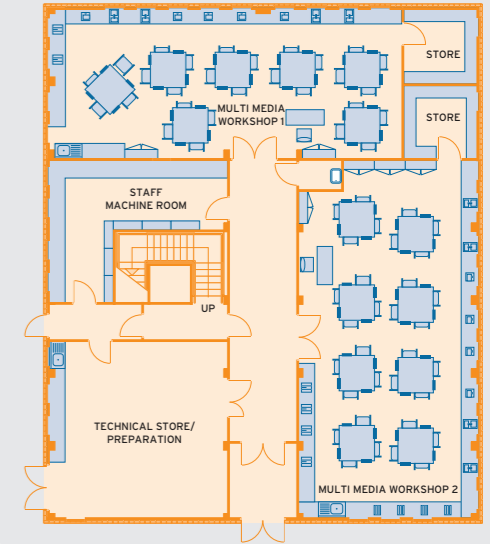 STORE
MULTI MEDIA
WORKSHOP 1
STORE
STAFF
MACHINE ROOM
UP
TECHNICAL STORE/
PREPARATION
MULTI MEDIA WORKSHOP 2